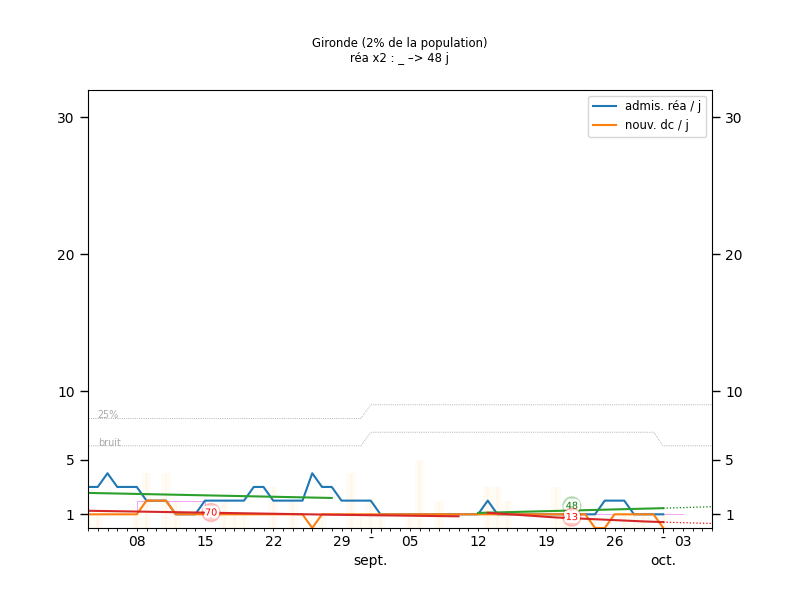 Gironde (2% de la population)
réa x2 : _ –> 48 j
admis. réa / j
nouv. dc / j
30 30
20 20
10 10
25%
bruit
5 5
1 1
70
48
-13
08 15 22 29 - 05 12 19 26 - 03
sept. oct.